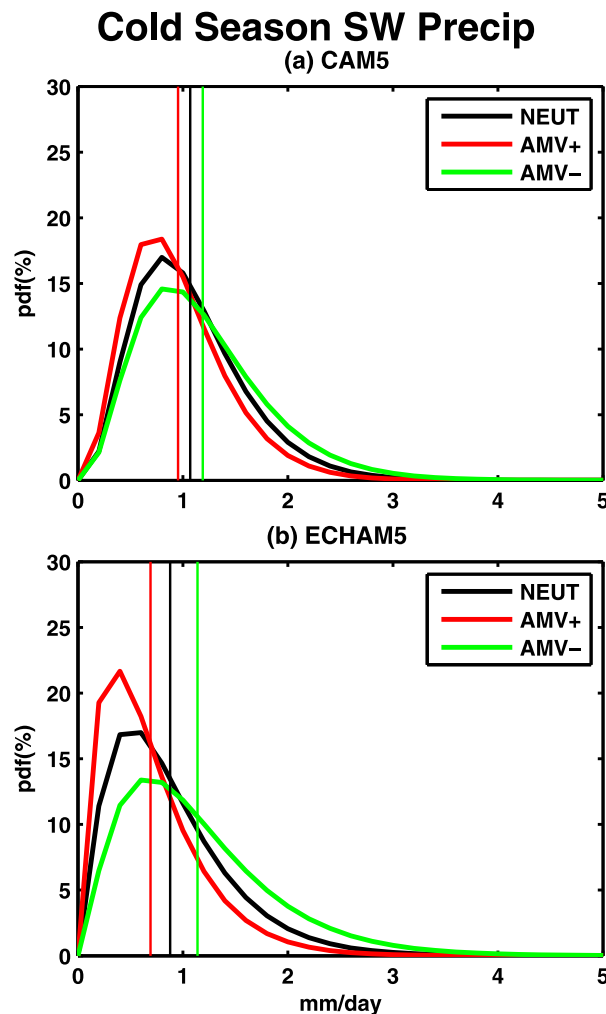 Cold Season SW Precip
(a) CAM5
30
25
20
15
10
5
0
pdf(%)
NEUT
AMV+
AMV−
0 1 2 3 4 5
(b) ECHAM5
30
25
20
15
10
5
0
pdf(%)
NEUT
AMV+
AMV−
0 1 2 3 4 5
mm/day